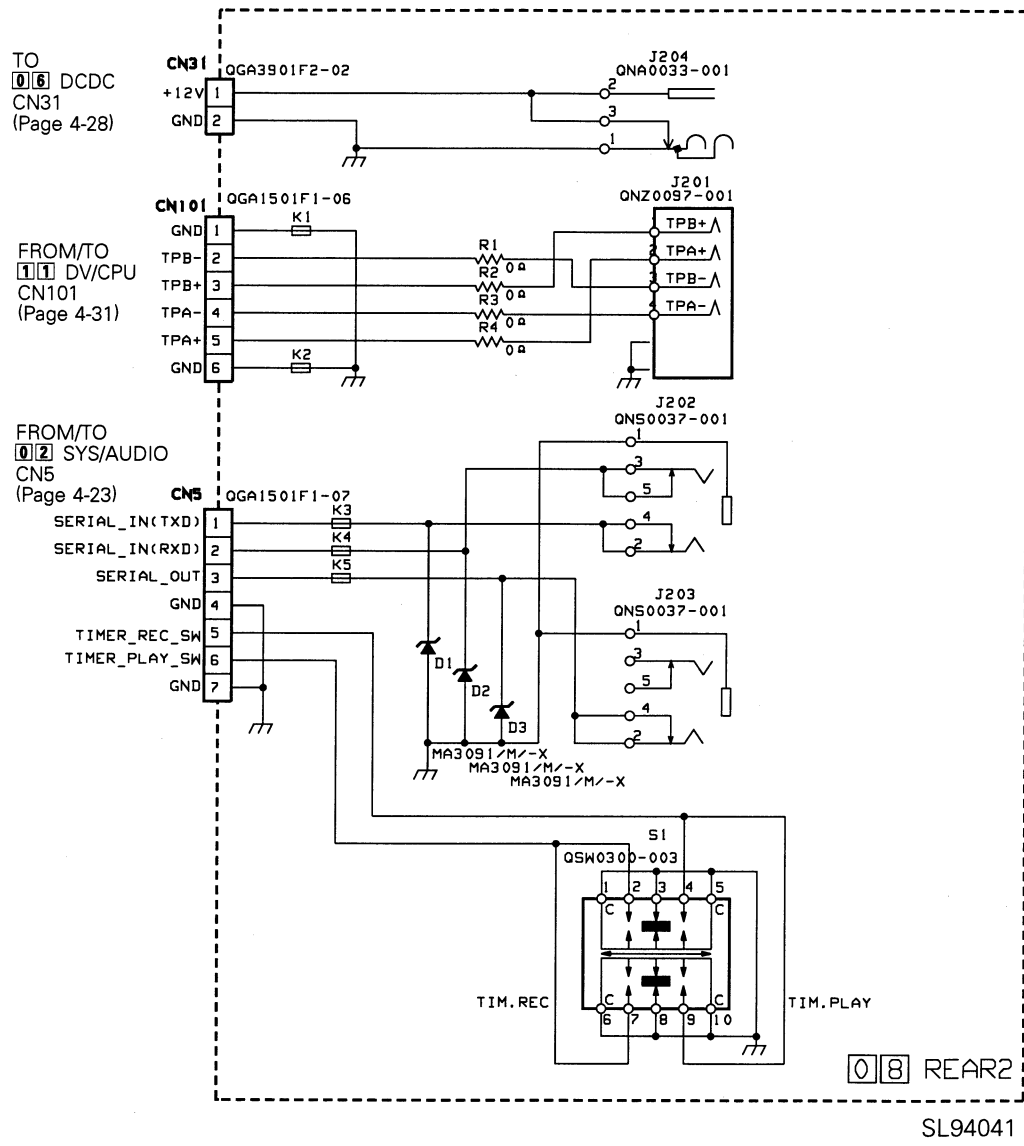 TO
06 DCDC
CN31
(Page 4-28)
CN31
QGA3901F2-02
+12V 1
GND 2
J204
QNA0033-001
2
3
1
FROM/TO
11 DV/CPU
CN101
(Page 4-31)
CN101
QGA1501F1-06
GND 1
TPB- 2
TPB+ 3
TPA- 4
TPA+ 5
GND 6
K1
K2
R1
0Ω
R2
0Ω
R3
0Ω
R4
0Ω
J201
QNZ0097-001
TPB+
2 TPA+
3 TPB-
4 TPA-
FROM/TO
02 SYS/AUDIO
CN5
(Page 4-23)
CN5
QGA1501F1-07
SERIAL_IN(TXD) 1
SERIAL_IN(RXD) 2
SERIAL_OUT 3
GND 4
TIMER_REC_SW 5
TIMER_PLAY_SW 6
GND 7
K3
K4
K5
D1
D2
D3
MA3091/M/-X
MA3091/M/-X
MA3091/M/-X
J202
QNS0037-001
1
3
5
4
2
J203
QNS0037-001
1
3
5
4
2
S1
QSW0300-003
1 2 3 4 5
C C
C C
6 7 8 9 10
TIM.REC
TIM.PLAY
08 REAR2
SL94041